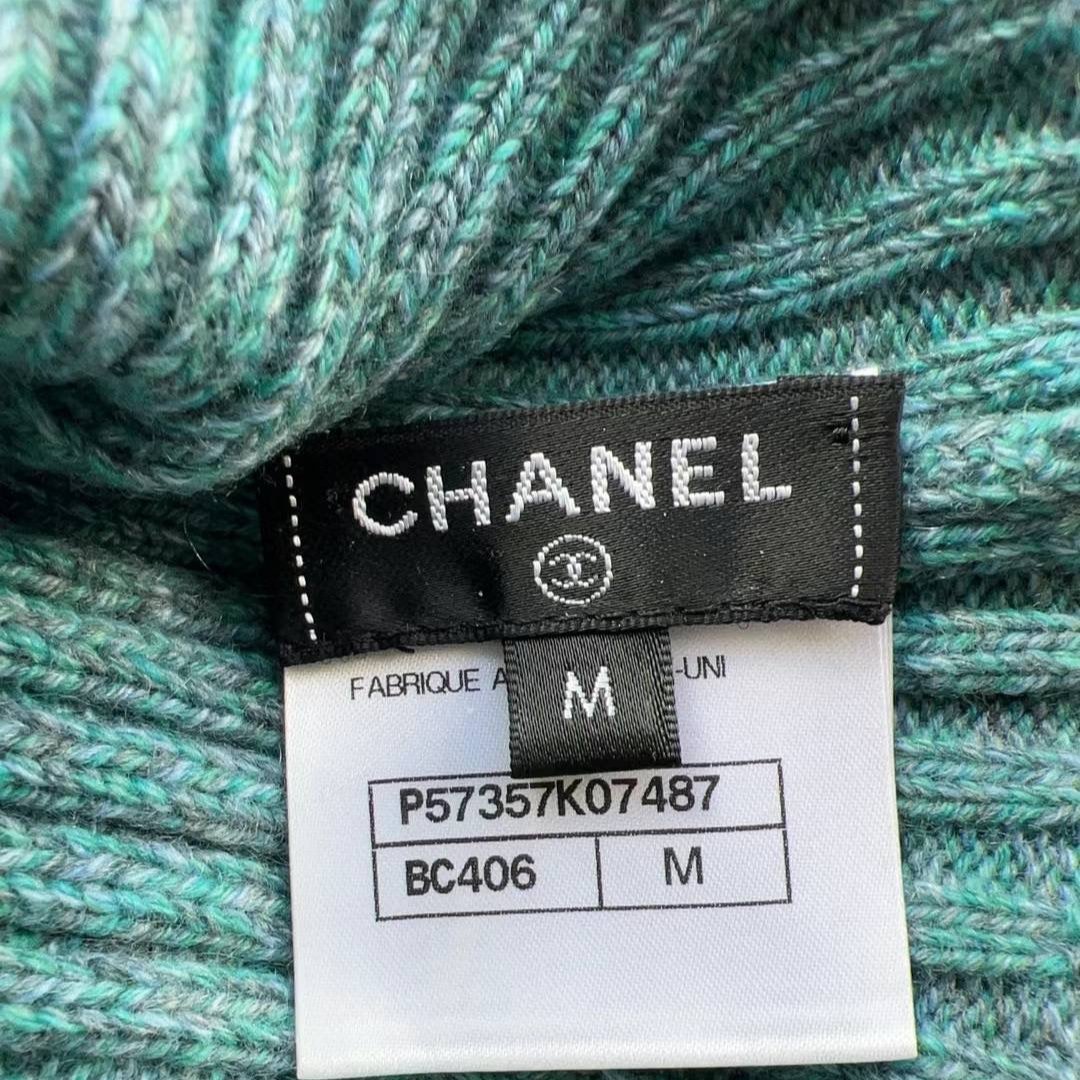 CHANEL
M
FABRIQUE -UNI
P57357K07487
BC406 M